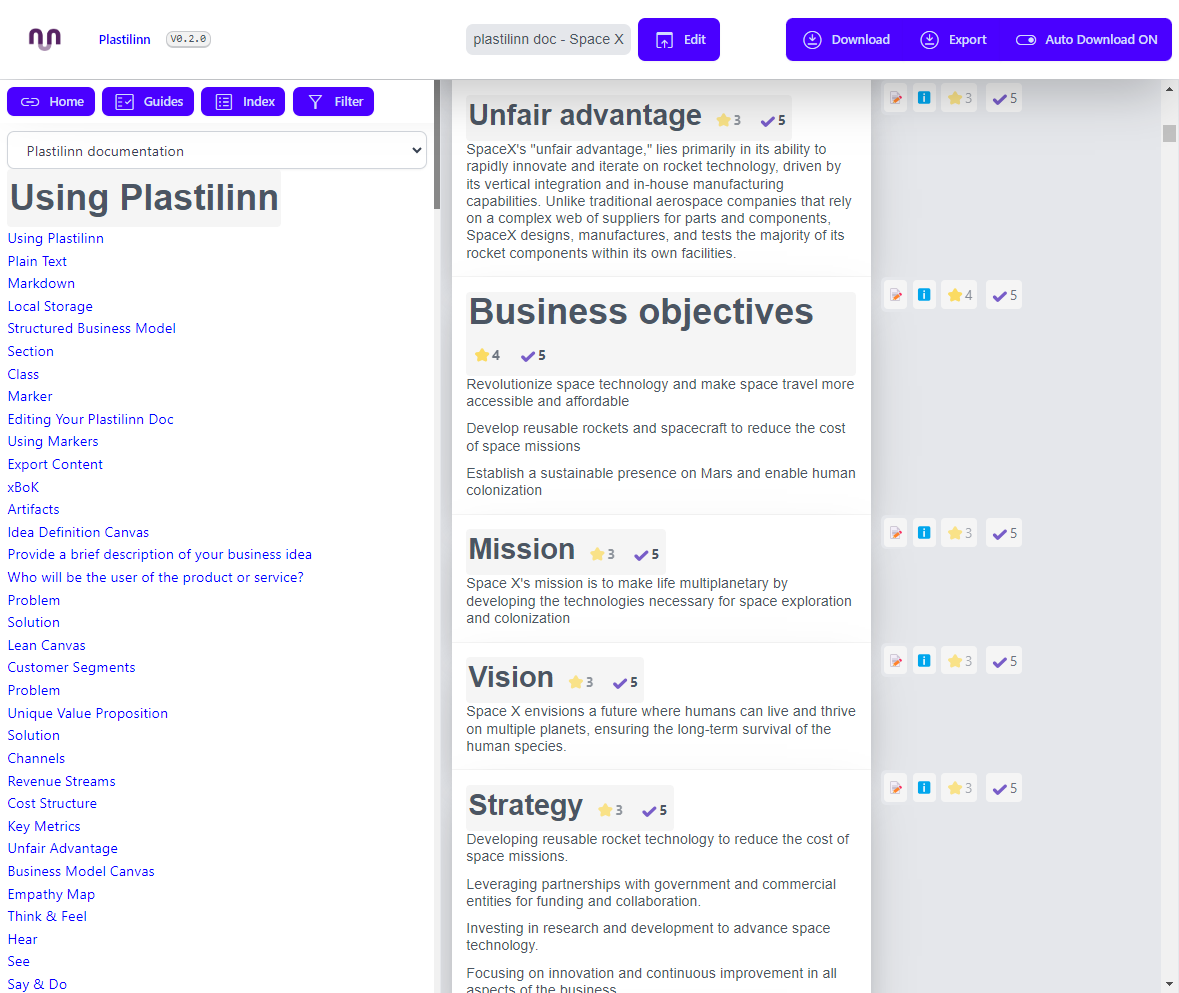 Plastilinn V0.2.0
plastilinn doc - Space X
Edit
Download
Export
Auto Download ON
Home
Guides
Index
Filter
Plastilinn documentation
Using Plastilinn
Using Plastilinn
Plain Text
Markdown
Local Storage
Structured Business Model
Section
Class
Marker
Editing Your Plastilinn Doc
Using Markers
Export Content
xBoK
Artifacts
Idea Definition Canvas
Provide a brief description of your business idea
Who will be the user of the product or service?
Problem
Solution
Lean Canvas
Customer Segments
Problem
Unique Value Proposition
Solution
Channels
Revenue Streams
Cost Structure
Key Metrics
Unfair Advantage
Business Model Canvas
Empathy Map
Think & Feel
Hear
See
Say & Do
Unfair advantage 3 5
SpaceX's "unfair advantage," lies primarily in its ability to
rapidly innovate and iterate on rocket technology, driven by
its vertical integration and in-house manufacturing
capabilities. Unlike traditional aerospace companies that rely
on a complex web of suppliers for parts and components,
SpaceX designs, manufactures, and tests the majority of its
rocket components within its own facilities.
Business objectives
4 5
Revolutionize space technology and make space travel more
accessible and affordable
Develop reusable rockets and spacecraft to reduce the cost
of space missions
Establish a sustainable presence on Mars and enable human
colonization
Mission 3 5
Space X's mission is to make life multiplanetary by
developing the technologies necessary for space exploration
and colonization
Vision 3 5
Space X envisions a future where humans can live and thrive
on multiple planets, ensuring the long-term survival of the
human species.
Strategy 3 5
Developing reusable rocket technology to reduce the cost of
space missions.
Leveraging partnerships with government and commercial
entities for funding and collaboration.
Investing in research and development to advance space
technology.
Focusing on innovation and continuous improvement in all
aspects of the business
3 5
4 5
3 5
3 5
3 5